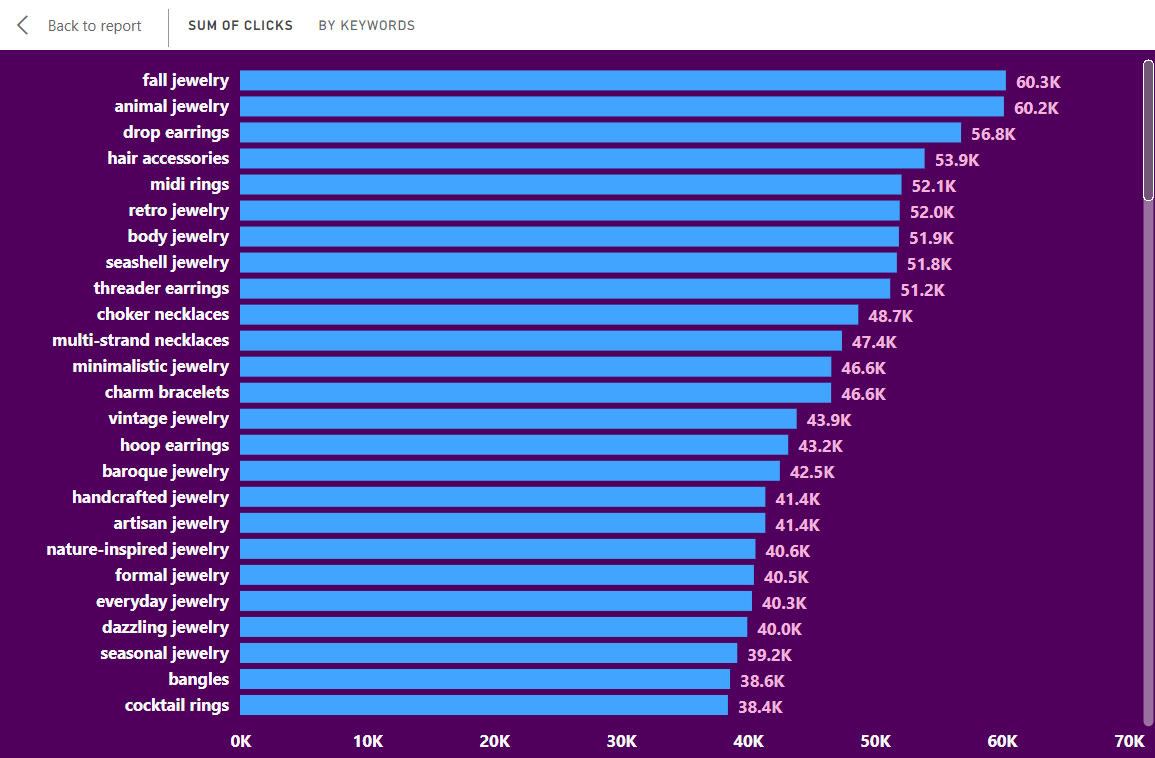 Back to report SUM OF CLICKS BY KEYWORDS
fall jewelry 60.3K
animal jewelry 60.2K
drop earrings 56.8K
hair accessories 53.9K
midi rings 52.1K
retro jewelry 52.0K
body jewelry 51.9K
seashell jewelry 51.8K
threader earrings 51.2K
choker necklaces 48.7K
multi-strand necklaces 47.4K
minimalistic jewelry 46.6K
charm bracelets 46.6K
vintage jewelry 43.9K
hoop earrings 43.2K
baroque jewelry 42.5K
handcrafted jewelry 41.4K
artisan jewelry 41.4K
nature-inspired jewelry 40.6K
formal jewelry 40.5K
everyday jewelry 40.3K
dazzling jewelry 40.0K
seasonal jewelry 39.2K
bangles 38.6K
cocktail rings 38.4K
0K 10K 20K 30K 40K 50K 60K 70K